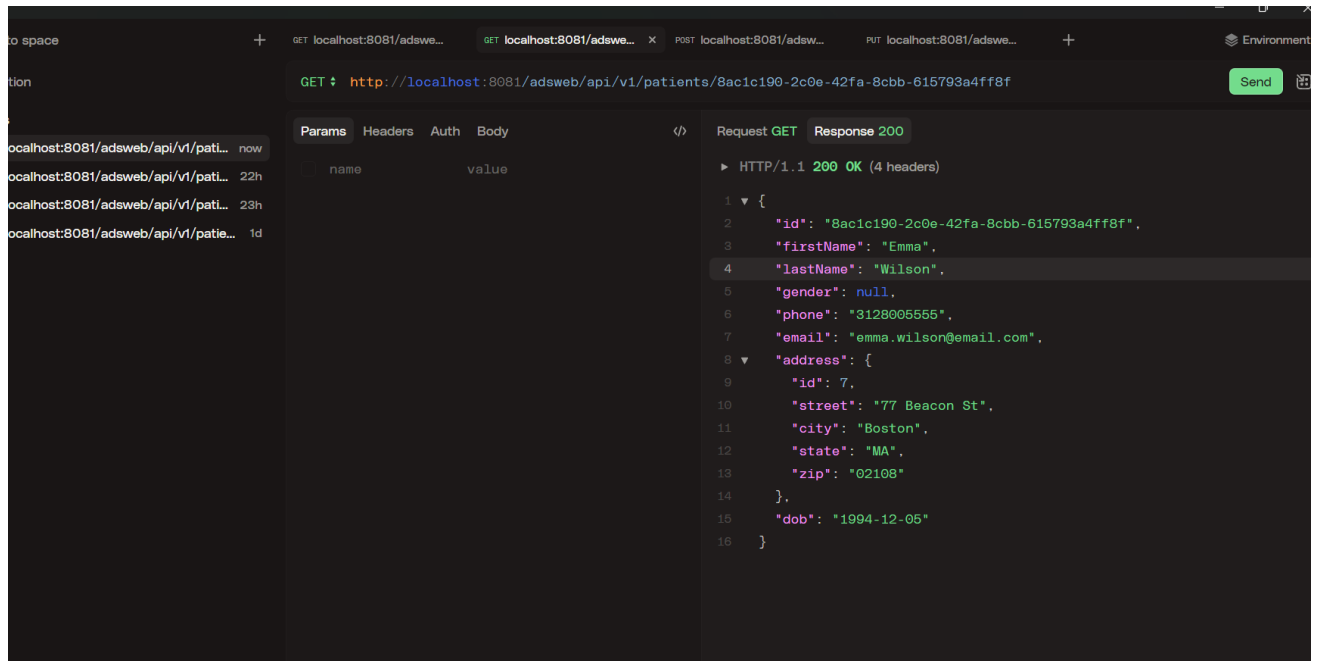 to space +
GET localhost:8081/adswe... GET localhost:8081/adswe... × POST localhost:8081/adsw... PUT localhost:8081/adswe... + Environment
tion
GET http://localhost:8081/adsweb/api/v1/patients/8ac1c190-2c0e-42fa-8cbb-615793a4ff8f Send
s
ocalhost:8081/adsweb/api/v1/pati... now
ocalhost:8081/adsweb/api/v1/pati... 22h
ocalhost:8081/adsweb/api/v1/pati... 23h
ocalhost:8081/adsweb/api/v1/patie... 1d
Params Headers Auth Body </>
name value
Request GET Response 200
HTTP/1.1 200 OK (4 headers)
1 {
2 "id": "8ac1c190-2c0e-42fa-8cbb-615793a4ff8f",
3 "firstName": "Emma",
4 "lastName": "Wilson",
5 "gender": null,
6 "phone": "3128005555",
7 "email": "emma.wilson@email.com",
8 "address": {
9 "id": 7,
10 "street": "77 Beacon St",
11 "city": "Boston",
12 "state": "MA",
13 "zip": "02108"
14 },
15 "dob": "1994-12-05"
16 }